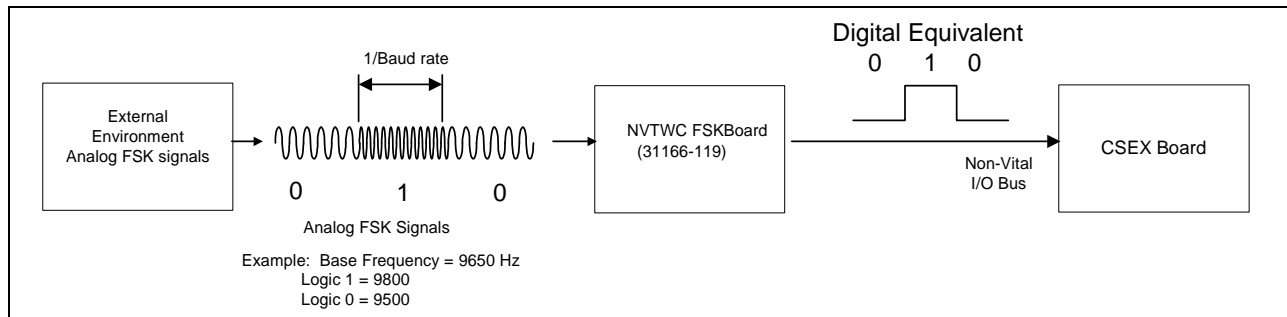 Digital Equivalent
0 1 0
1/Baud rate
External
Environment
Analog FSK signals
NVTWC FSKBoard
(31166-119)
CSEX Board
Non-Vital
I/O Bus
0 1 0
Analog FSK Signals
Example: Base Frequency = 9650 Hz
Logic 1 = 9800
Logic 0 = 9500